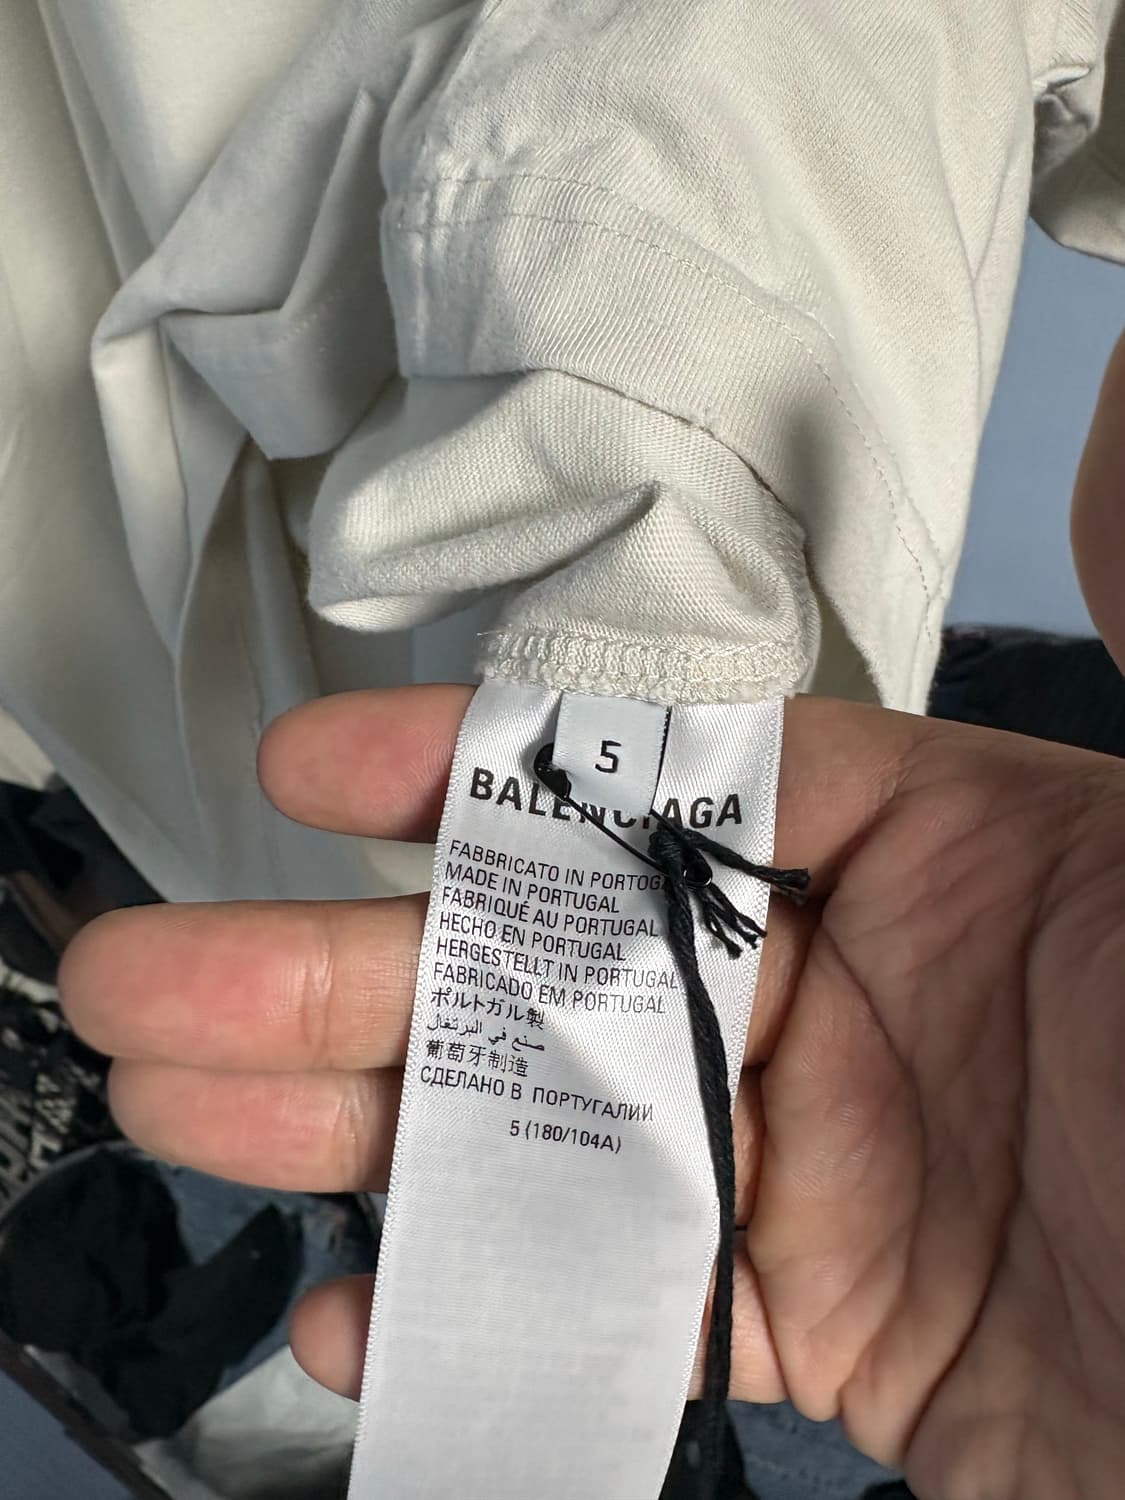 5
BALENCIAGA
FABBRICATO IN
MADE IN PORTUGAL
FABRIQUÉ AU PORTUGAL
HECHO EN PORTUGAL
HERGESTELLT IN PORTUGAL
FABRICADO EM PORTUGAL
ポルトガル製
صنع في البرتغال
葡萄牙制造
СДЕЛАНО В ПОРТУГАЛИИ
5 (180/104A)